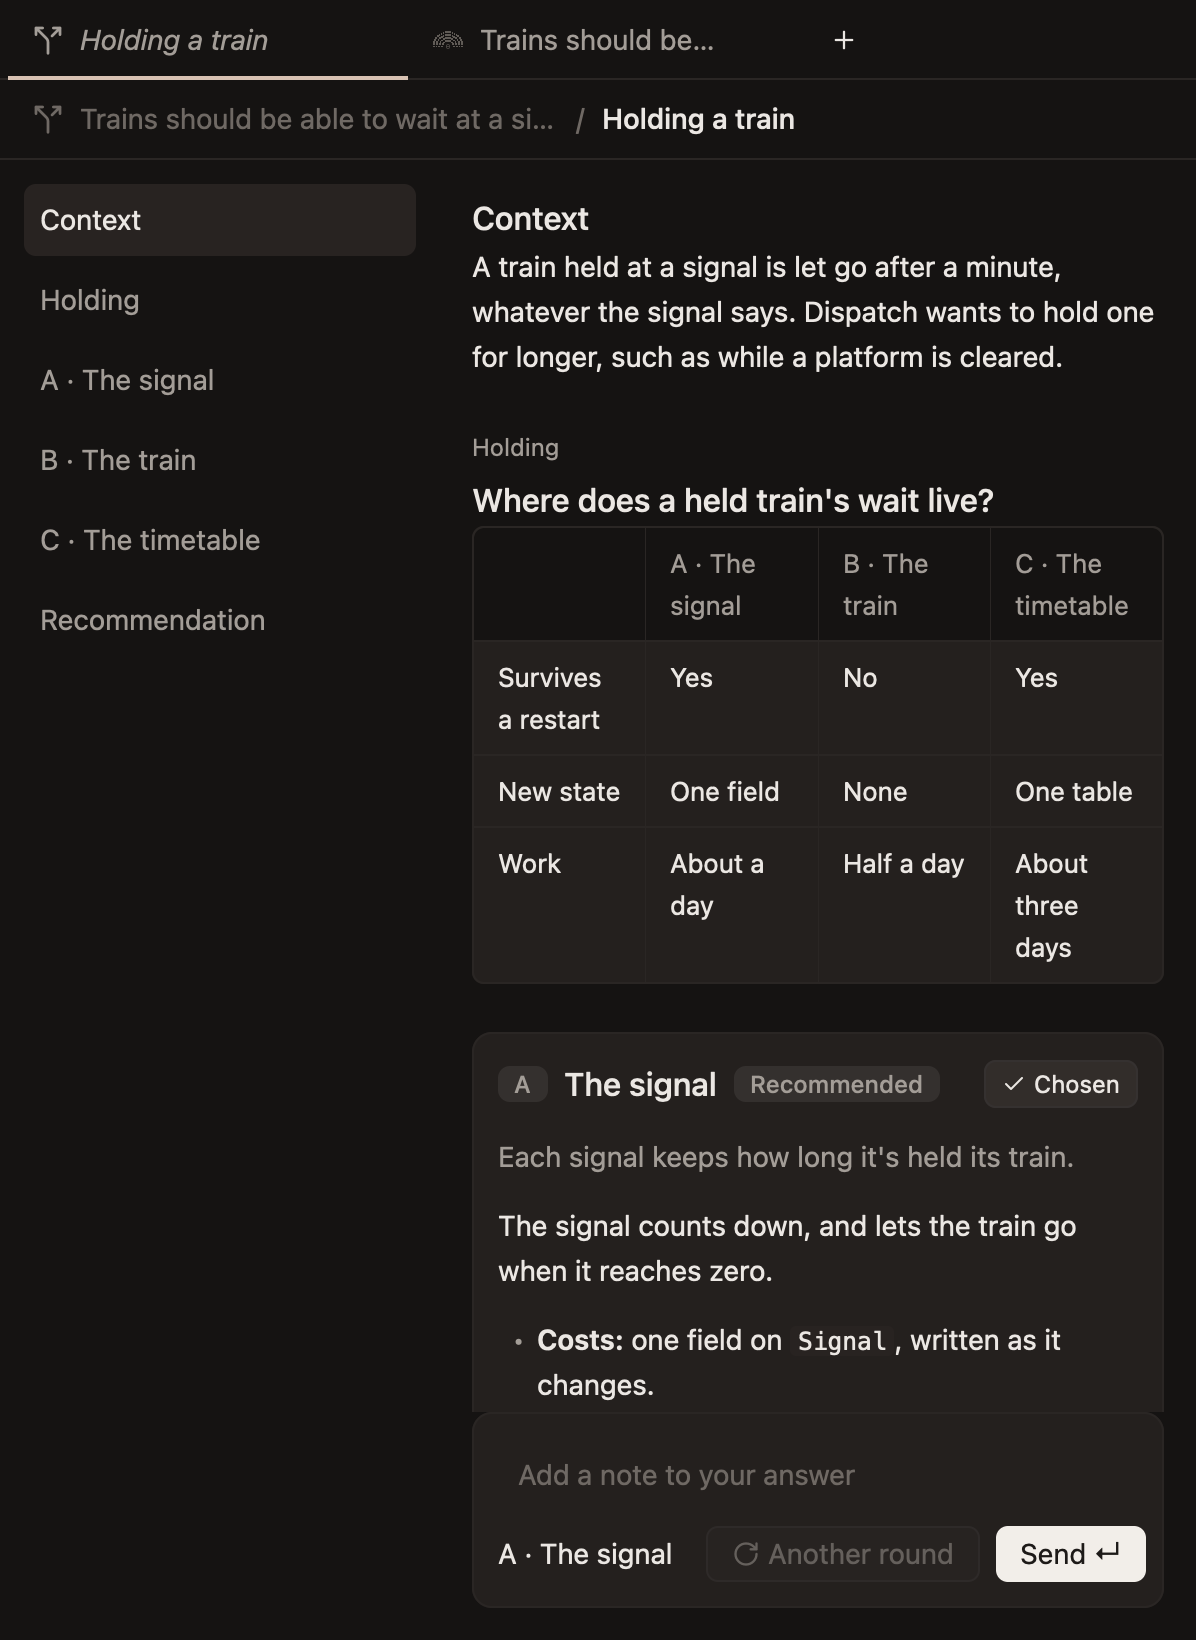 Holding a train
Trains should be...
+
Trains should be able to wait at a si... / Holding a train
Context
Holding
A · The signal
B · The train
C · The timetable
Recommendation
Context
A train held at a signal is let go after a minute,
whatever the signal says. Dispatch wants to hold one
for longer, such as while a platform is cleared.
Holding
Where does a held train's wait live?
A · The
signal
B · The
train
C · The
timetable
Survives
a restart
Yes
No
Yes
New state
One field
None
One table
Work
About a
day
Half a day
About
three
days
A The signal Recommended ✓ Chosen
Each signal keeps how long it's held its train.
The signal counts down, and lets the train go
when it reaches zero.
• Costs: one field on Signal, written as it
changes.
Add a note to your answer
A · The signal
Another round
Send ↵